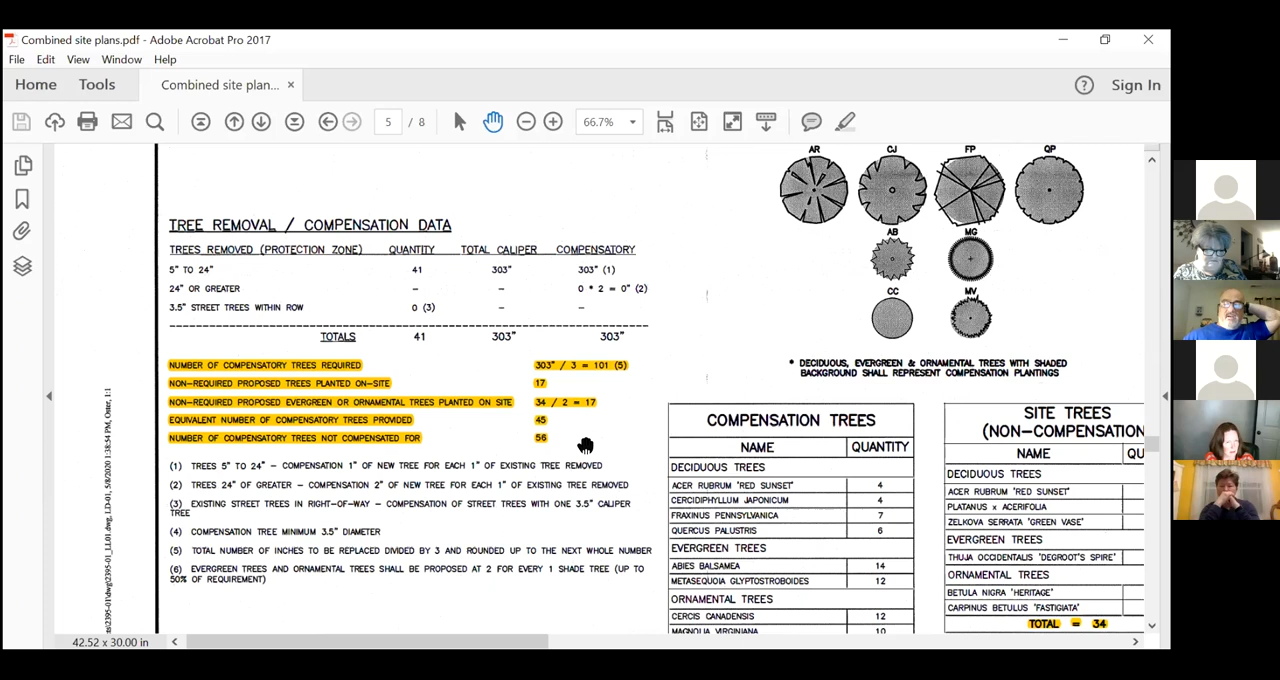 Combined site plans.pdf - Adobe Acrobat Pro 2017
File Edit View Window Help
Home Tools Combined site plan... × Sign In
5 / 8 66.7%
AR CJ FP QP
AB MG
CC MV
TREE REMOVAL / COMPENSATION DATA
TREES REMOVED (PROTECTION ZONE) QUANTITY TOTAL CALIPER COMPENSATORY
5" TO 24" 41 303" 303" (1)
24" OR GREATER - - 0 * 2 = 0" (2)
3.5" STREET TREES WITHIN ROW 0 (3) - -
TOTALS 41 303" 303"
NUMBER OF COMPENSATORY TREES REQUIRED 303" / 3 = 101 (5)
NON-REQUIRED PROPOSED TREES PLANTED ON-SITE 17
NON-REQUIRED PROPOSED EVERGREEN OR ORNAMENTAL TREES PLANTED ON SITE 34 / 2 = 17
EQUIVALENT NUMBER OF COMPENSATORY TREES PROVIDED 45
NUMBER OF COMPENSATORY TREES NOT COMPENSATED FOR 56
(1) TREES 5" TO 24" - COMPENSATION 1" OF NEW TREE FOR EACH 1" OF EXISTING TREE REMOVED
(2) TREES 24" OF GREATER - COMPENSATION 2" OF NEW TREE FOR EACH 1" OF EXISTING TREE REMOVED
(3) EXISTING STREET TREES IN RIGHT-OF-WAY - COMPENSATION OF STREET TREES WITH ONE 3.5" CALIPER
TREE
(4) COMPENSATION TREE MINIMUM 3.5" DIAMETER
(5) TOTAL NUMBER OF INCHES TO BE REPLACED DIVIDED BY 3 AND ROUNDED UP TO THE NEXT WHOLE NUMBER
(6) EVERGREEN TREES AND ORNAMENTAL TREES SHALL BE PROPOSED AT 2 FOR EVERY 1 SHADE TREE (UP TO
50% OF REQUIREMENT)
* DECIDUOUS, EVERGREEN & ORNAMENTAL TREES WITH SHADED
BACKGROUND SHALL REPRESENT COMPENSATION PLANTINGS
COMPENSATION TREES
NAME QUANTITY
DECIDUOUS TREES
ACER RUBRUM 'RED SUNSET' 4
CERCIDIPHYLLUM JAPONICUM 4
FRAXINUS PENNSYLVANICA 7
QUERCUS PALUSTRIS 6
EVERGREEN TREES
ABIES BALSAMEA 14
METASEQUOIA GLYPTOSTROBOIDES 12
ORNAMENTAL TREES
CERCIS CANADENSIS 12
MAGNOLIA VIRGINIANA 10
SITE TREES
(NON-COMPENSATION
NAME QU
DECIDUOUS TREES
ACER RUBRUM 'RED SUNSET'
PLATANUS x ACERIFOLIA
ZELKOVA SERRATA 'GREEN VASE'
EVERGREEN TREES
THUJA OCCIDENTALIS 'DEGROOT'S SPIRE'
ORNAMENTAL TREES
BETULA NIGRA 'HERITAGE'
CARPINUS BETULUS 'FASTIGIATA'
TOTAL = 34
42.52 x 30.00 in